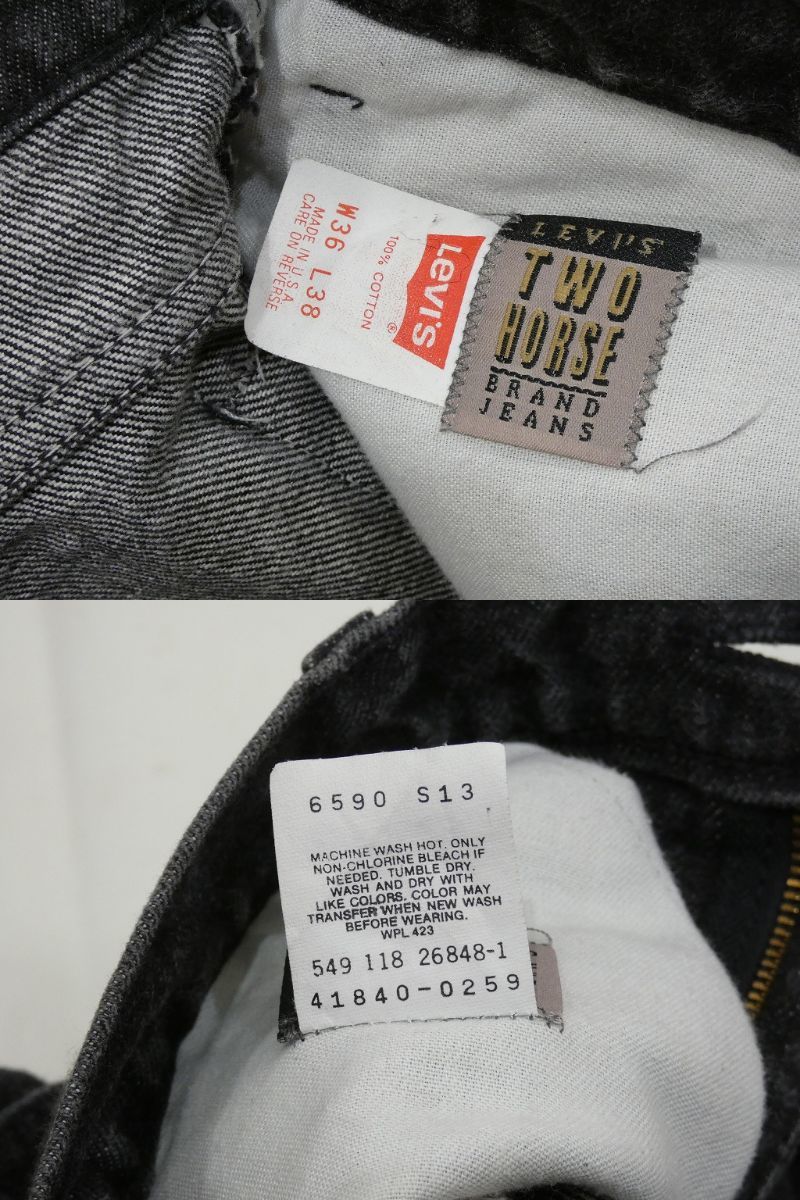 W36 L38
MADE IN U.S.A.
CARE ON REVERSE
100% COTTON
LEVI'S
®
LEVI'S
TWO
HORSE
BRAND
JEANS
6590 S13
MACHINE WASH HOT. ONLY
NON-CHLORINE BLEACH IF
NEEDED. TUMBLE DRY.
WASH AND DRY WITH
LIKE COLORS. COLOR MAY
TRANSFER WHEN NEW WASH
BEFORE WEARING.
WPL 423
549 118 26848-1
41840-0259